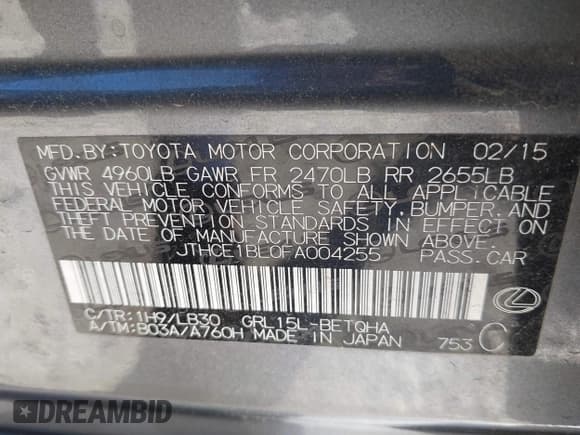 MFD.BY:TOYOTA MOTOR CORPORATION 02/15
GVWR 4960LB GAWR FR 2470LB RR 2655LB
THIS VEHICLE CONFORMS TO ALL APPLICABLE
FEDERAL MOTOR VEHICLE SAFETY,BUMPER,AND
THEFT PREVENTION STANDARDS IN EFFECT ON
THE DATE OF MANUFACTURE SHOWN ABOVE.
JTHCE1BL0FA004255 PASS.CAR
C/TR:1H9/LB30 GRL15L-BETQHA
A/TM:B03A/A760H MADE IN JAPAN 753 C
DREAMBID